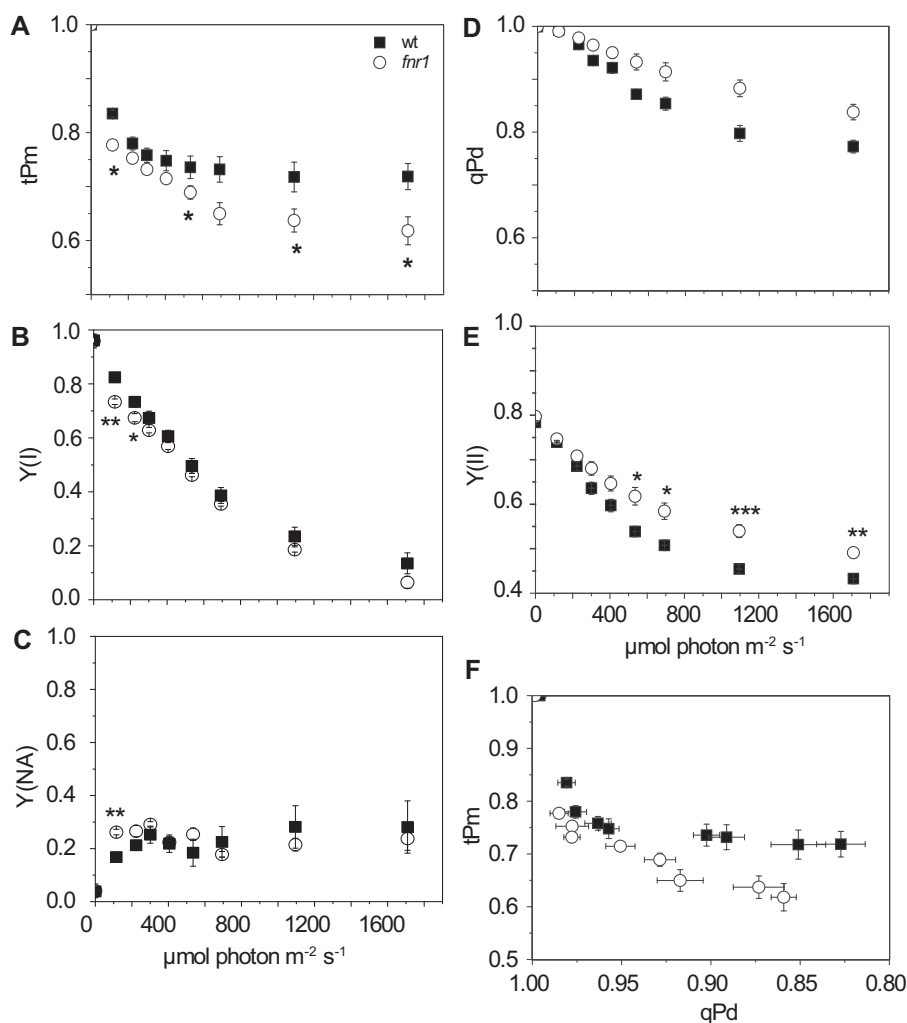 A
1.0
0.8
0.6
tPm
wt
fnr1
*
*
*
*
B
1.0
0.8
0.6
0.4
0.2
0.0
Y(I)
**
*
C
1.0
0.8
0.6
0.4
0.2
0.0
Y(NA)
**
0 400 800 1200 1600
µmol photon m⁻² s⁻¹
D
1.0
0.8
0.6
qPd
E
1.0
0.8
0.6
0.4
Y(II)
*
*
***
**
0 400 800 1200 1600
µmol photon m⁻² s⁻¹
F
1.0
0.9
0.8
0.7
0.6
0.5
tPm
1.00 0.95 0.90 0.85 0.80
qPd